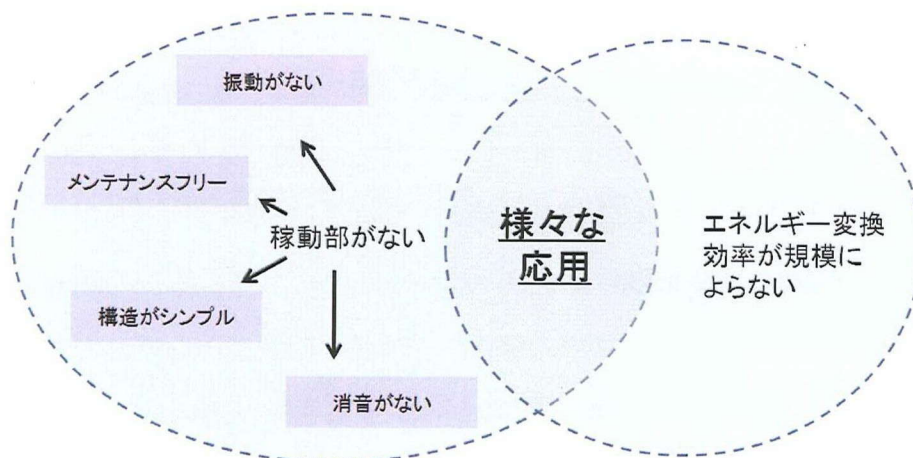 振動がない
メンテナンスフリー
稼動部がない
構造がシンプル
消音がない
様々な
応用
エネルギー変換
効率が規模に
よらない